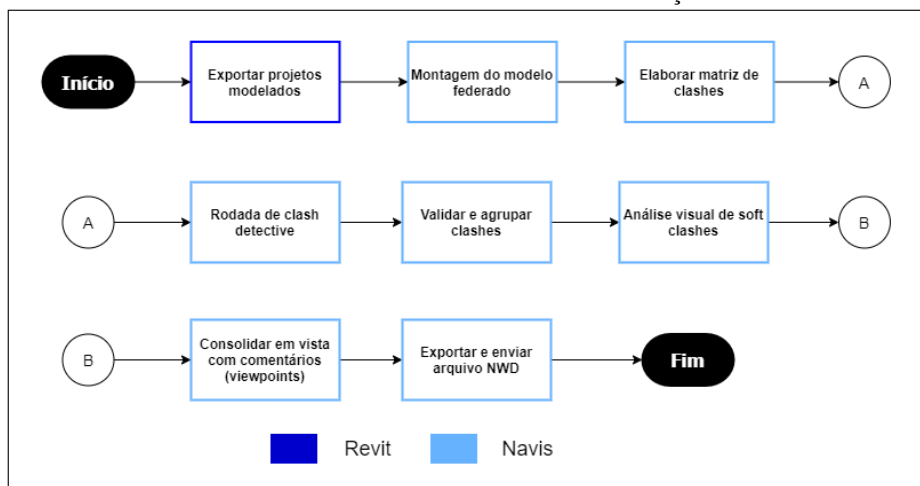 Início
Exportar projetos
modelados
Montagem do modelo
federado
Elaborar matriz de
clashes
A
A
Rodada de clash
detective
Validar e agrupar
clashes
Análise visual de soft
clashes
B
B
Consolidar em vista
com comentários
(viewpoints)
Exportar e enviar
arquivo NWD
Fim
Revit
Navis